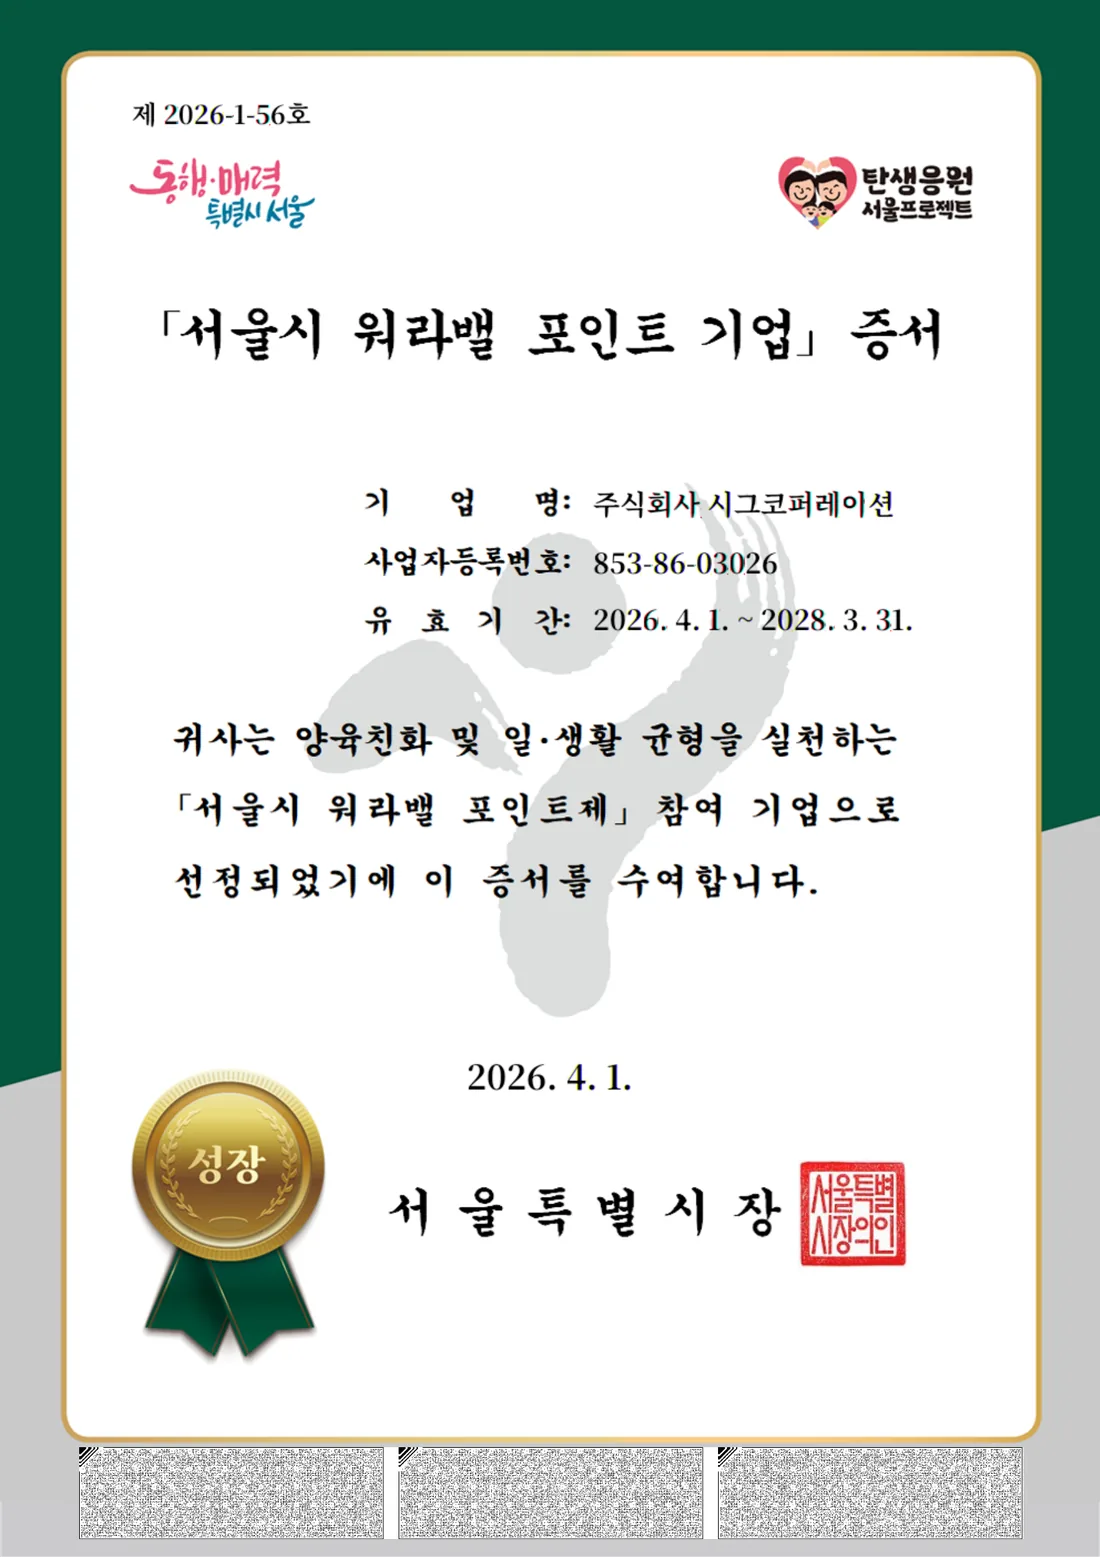 제 2026-1-56호
동행·매력
특별시 서울
탄생응원
서울프로젝트
「서울시 워라밸 포인트 기업」 증서
기 업 명: 주식회사 시그코퍼레이션
사업자등록번호: 853-86-03026
유 효 기 간: 2026. 4. 1. ~ 2028. 3. 31.
귀사는 양육친화 및 일·생활 균형을 실천하는
「서울시 워라밸 포인트제」 참여 기업으로
선정되었기에 이 증서를 수여합니다.
2026. 4. 1.
성장
서울특별시장
서울특별
시장의인